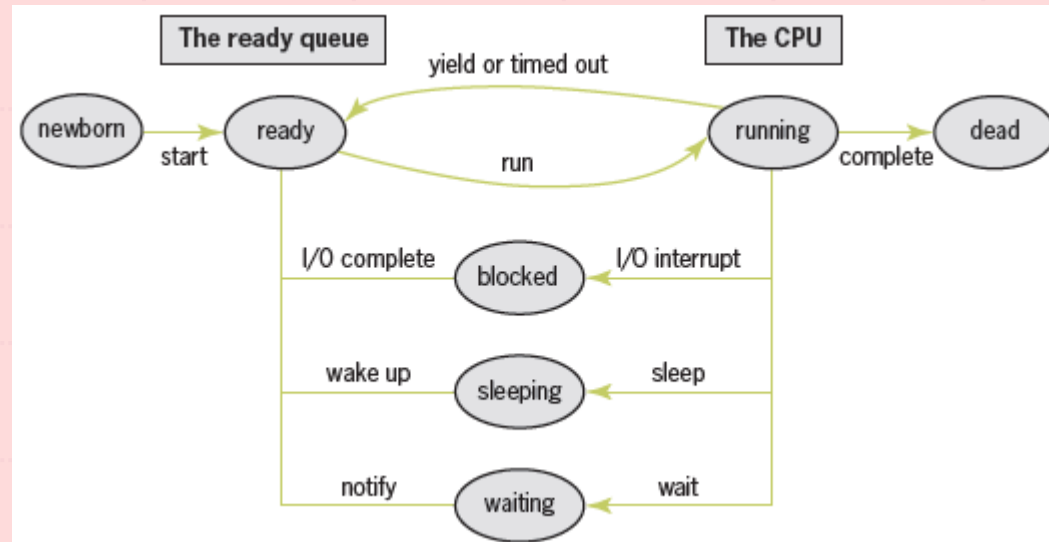 The ready queue
The CPU
yield or timed out
newborn
ready
running
dead
start
run
complete
I/O complete
blocked
I/O interrupt
wake up
sleeping
sleep
notify
waiting
wait